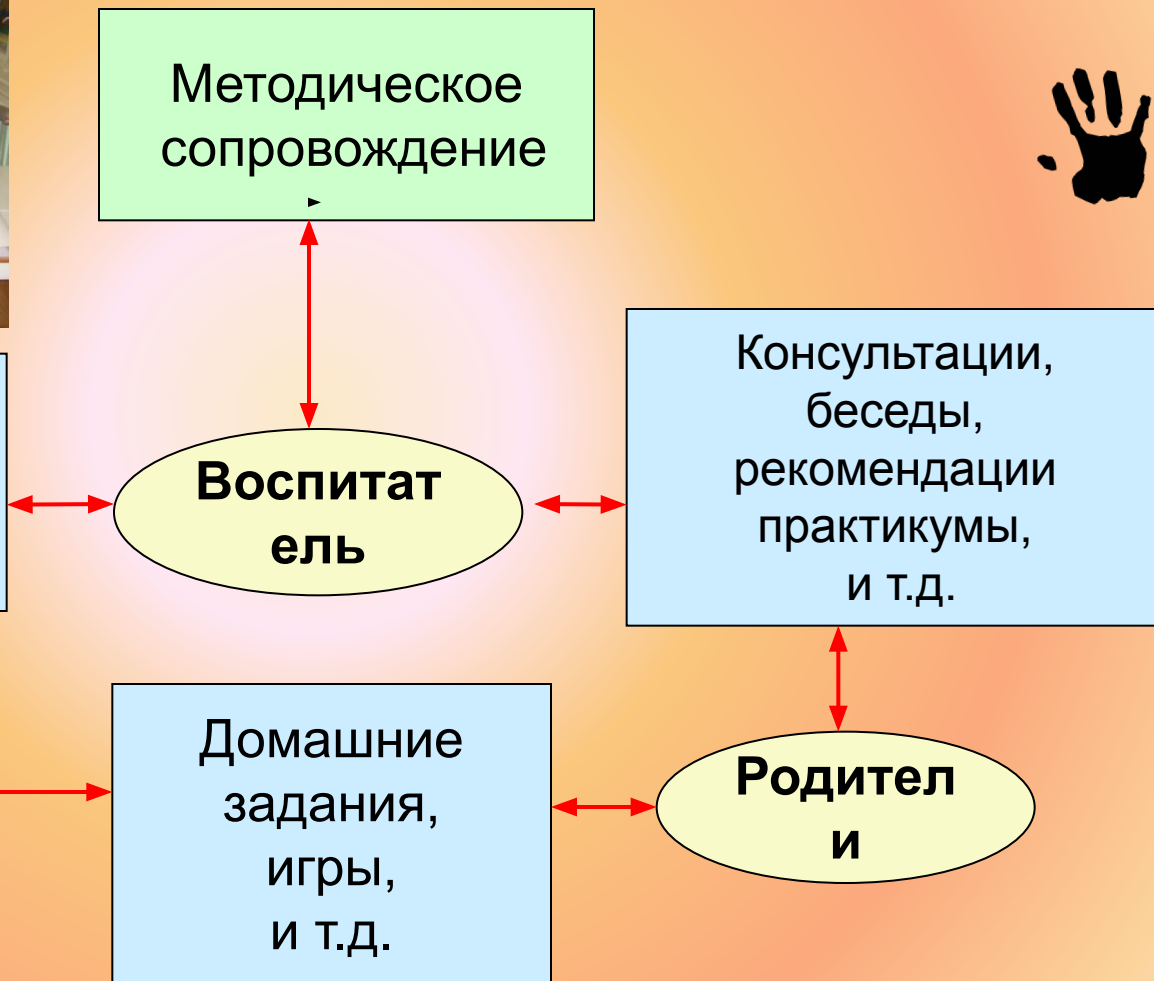 Методическое
сопровождение
Консультации,
беседы,
рекомендации
практикумы,
и т.д.
Воспитат
ель
Домашние
задания,
игры,
и т.д.
Родител
и